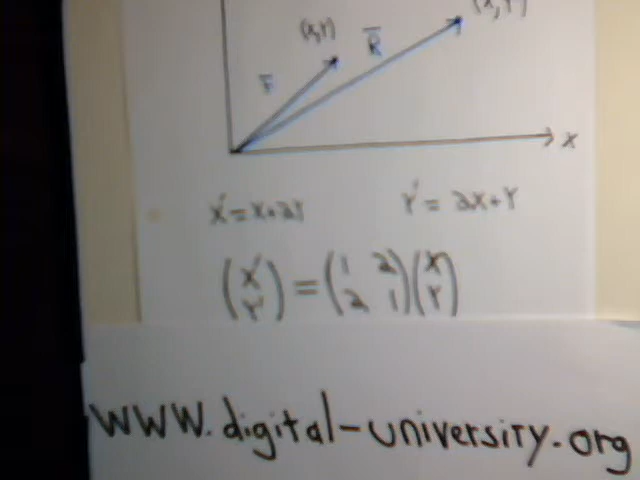 (x,y)
(x,y)
R̅
r̅
x
x' = x+2y y' = 2x+y
(x' y') = (1 2 2 1)(x y)
www.digital-university.org